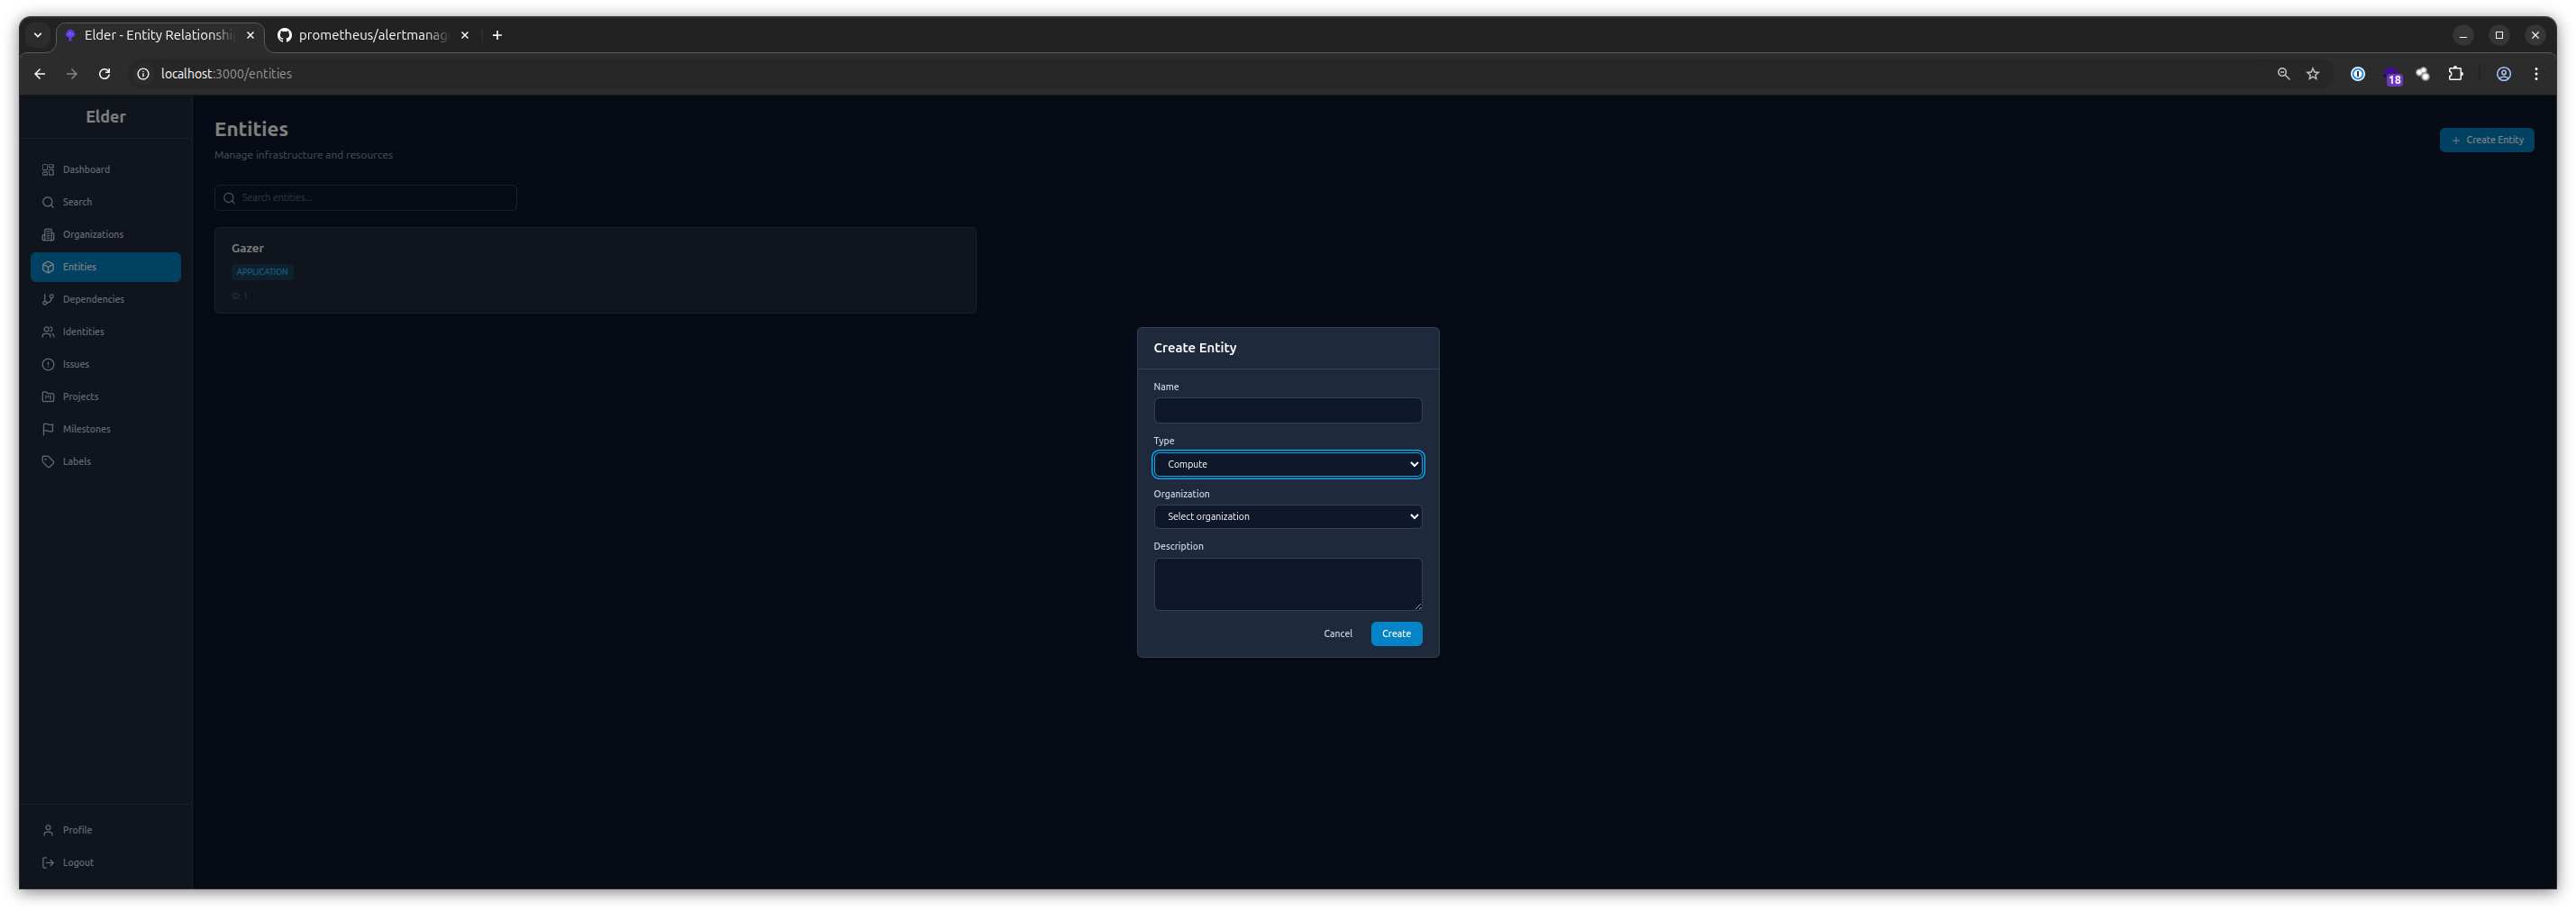 Elder - Entity Relationshi
prometheus/alertmanag
localhost:3000/entities
18
Elder
Dashboard
Search
Organizations
Entities
Dependencies
Identities
Issues
Projects
Milestones
Labels
Profile
Logout
Entities
Manage infrastructure and resources
Create Entity
Search entities...
Gazer
APPLICATION
ID: 1
Create Entity
Name
Type
Compute
Organization
Select organization
Description
Cancel
Create